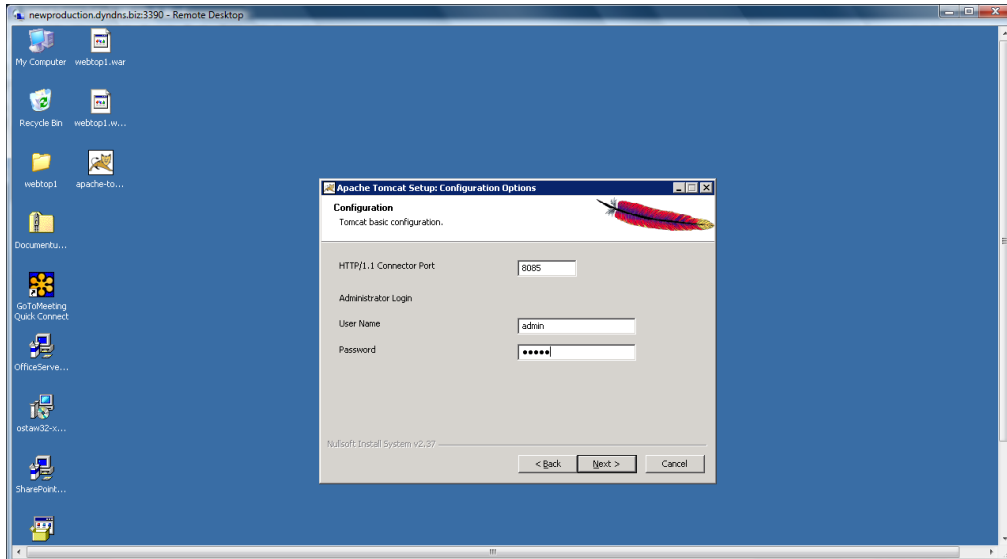 newproduction.dyndns.biz:3390 - Remote Desktop
My Computer
webtop1.war
Recycle Bin
webtop1.w...
webtop1
apache-to...
Documentu...
GoToMeeting
Quick Connect
OfficeServe...
ostaw32-x...
SharePoint...
Apache Tomcat Setup: Configuration Options
Configuration
Tomcat basic configuration.
HTTP/1.1 Connector Port
8085
Administrator Login
User Name
admin
Password
●●●●●
Nullsoft Install System v2.37
< Back
Next >
Cancel